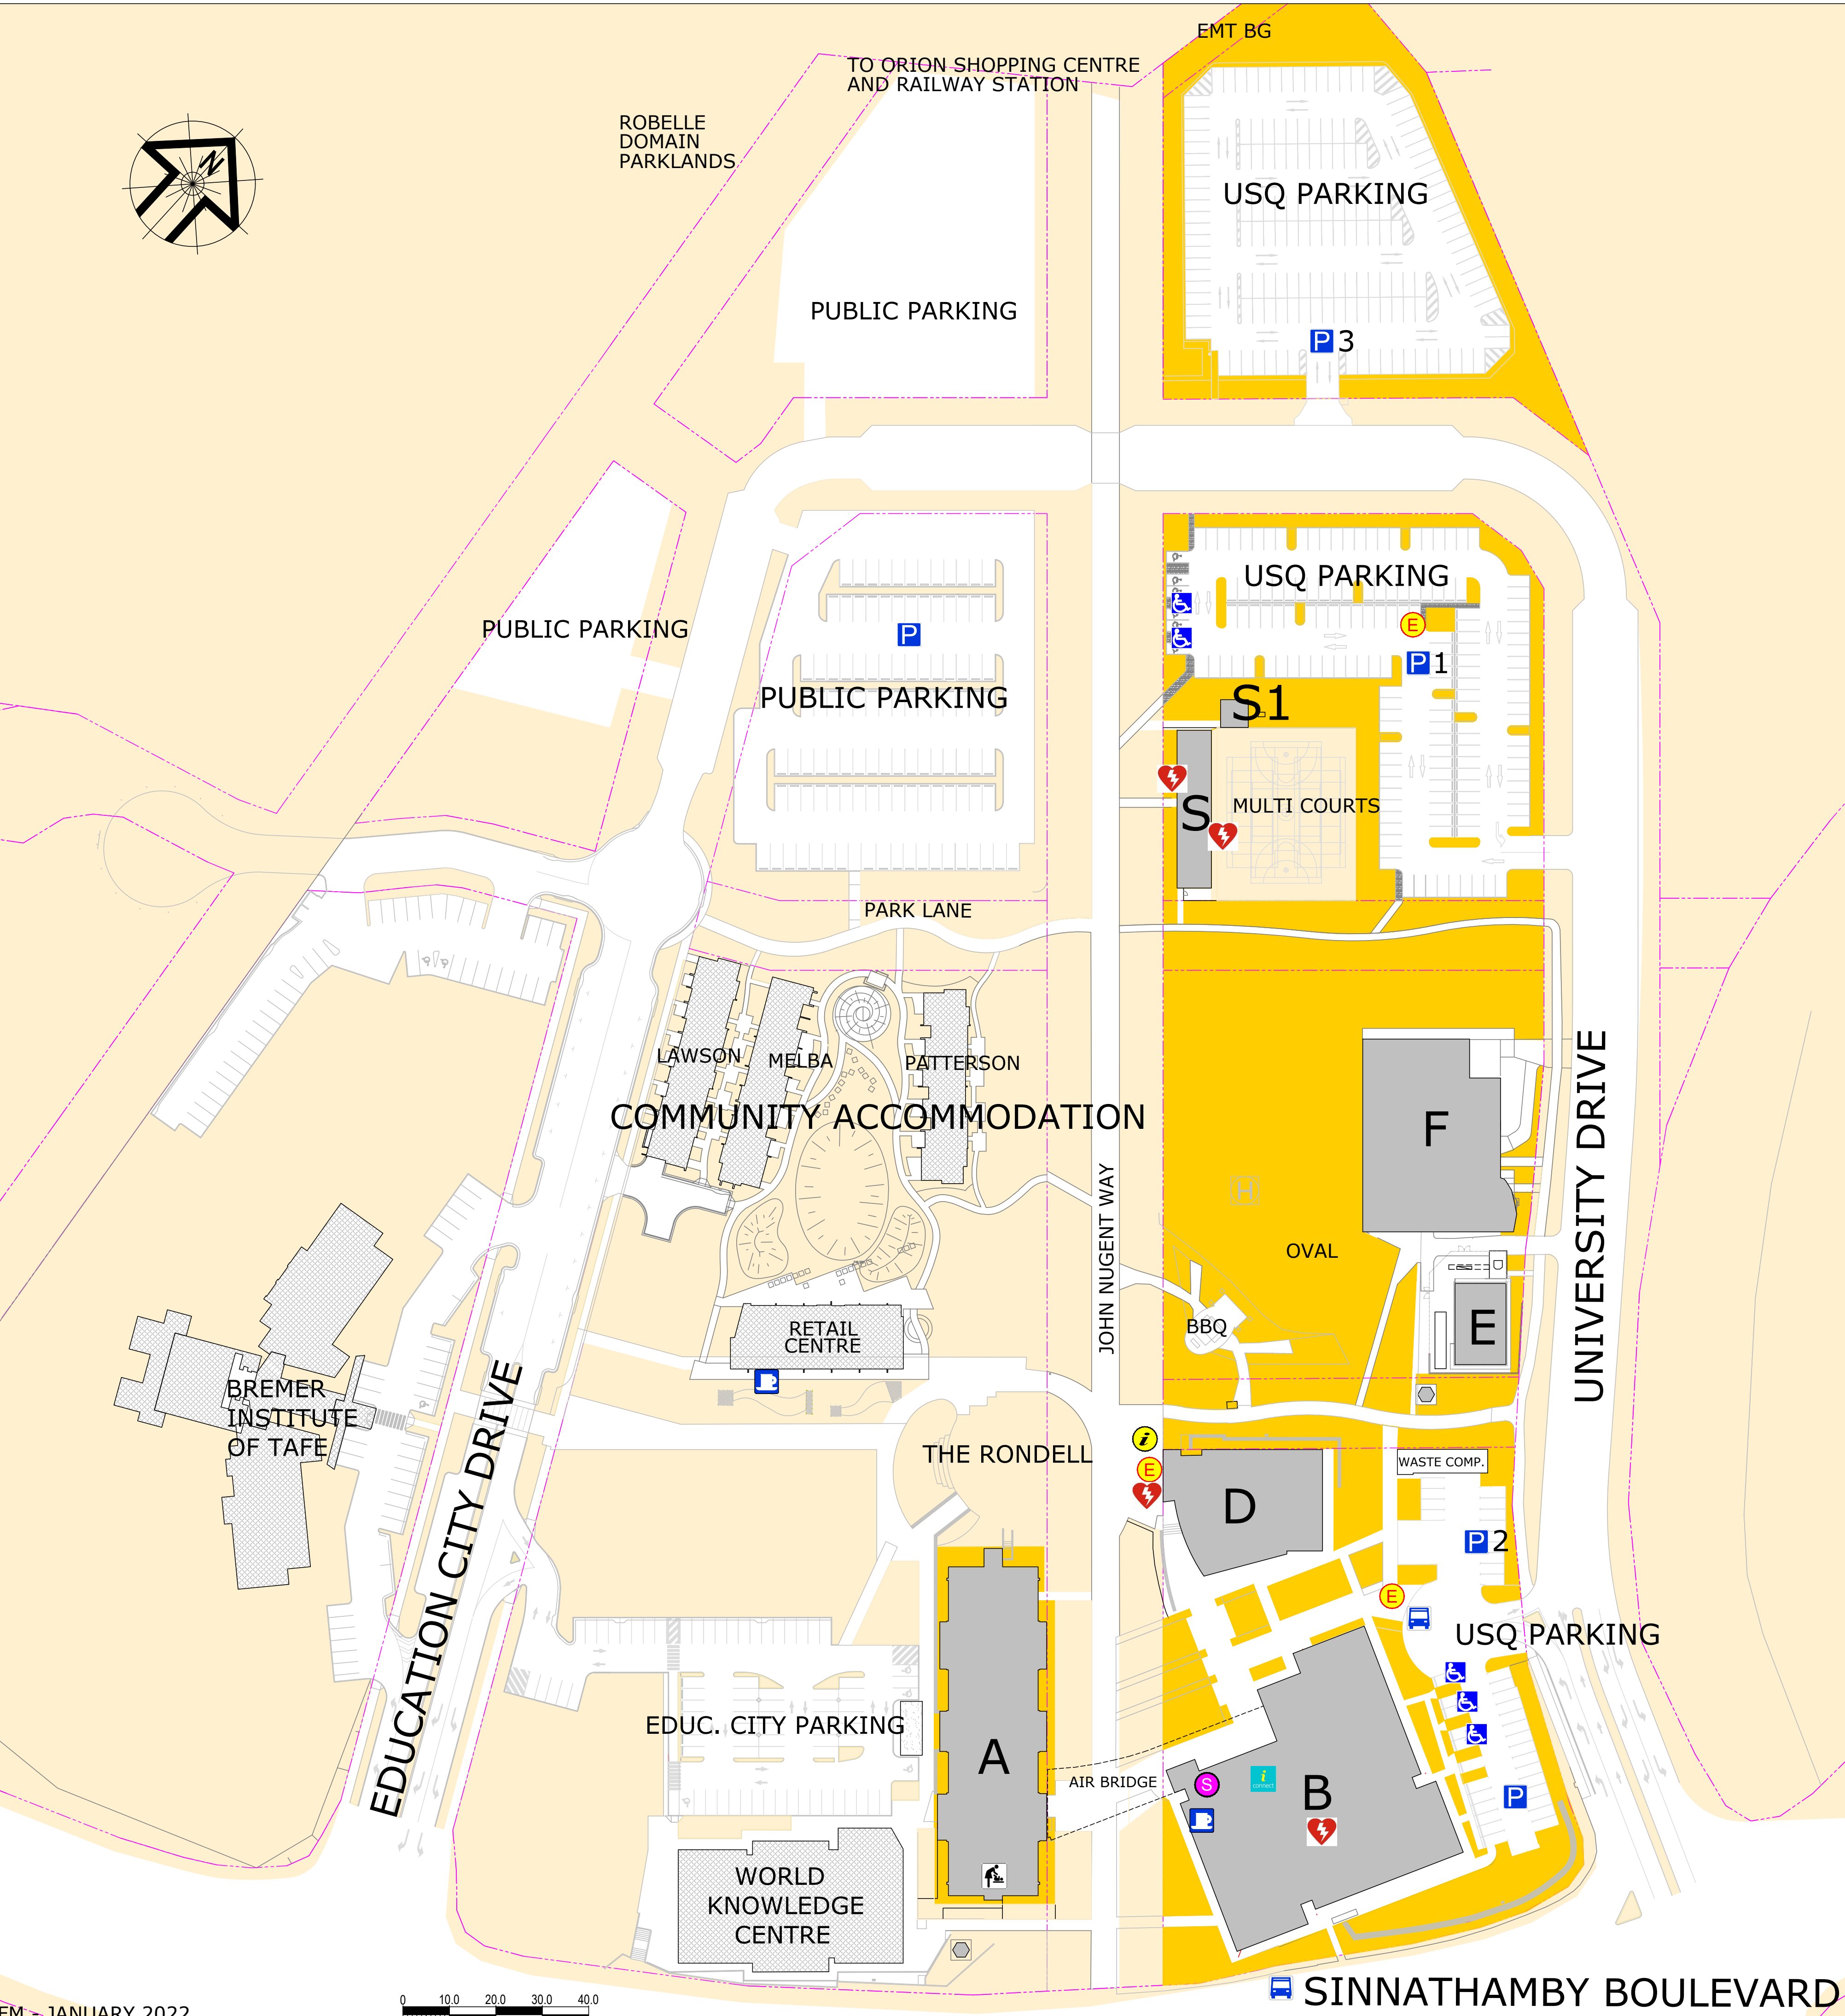 EMT BG
TO ORION SHOPPING CENTRE
AND RAILWAY STATION
ROBELLE
DOMAIN
PARKLANDS
N
USQ PARKING
PUBLIC PARKING
P 3
USQ PARKING
PUBLIC PARKING
P
E
P 1
PUBLIC PARKING
S1
S
MULTI COURTS
PARK LANE
LAWSON
MELBA
PATTERSON
COMMUNITY ACCOMMODATION
F
UNIVERSITY DRIVE
JOHN NUGENT WAY
H
OVAL
BBQ
E
RETAIL
CENTRE
BREMER
INSTITUTE
OF TAFE
EDUCATION CITY DRIVE
THE RONDELL
i
E
WASTE COMP.
D
P 2
E
USQ PARKING
EDUC. CITY PARKING
A
AIR BRIDGE
S
i
connect
B
P
WORLD
KNOWLEDGE
CENTRE
SINNATHAMBY BOULEVARD
EM - JANUARY 2022
0 10.0 20.0 30.0 40.0